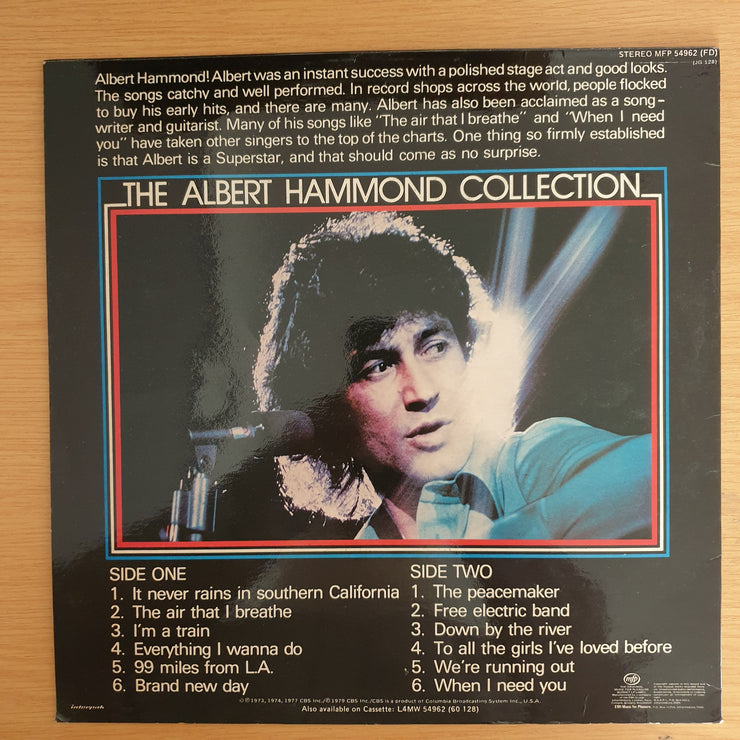 STEREO MFP 54962 (FD)
(JG 128)
Albert Hammond! Albert was an instant success with a polished stage act and good looks.
The songs catchy and well performed. In record shops across the world, people flocked
to buy his early hits, and there are many. Albert has also been acclaimed as a song-
writer and guitarist. Many of his songs like "The air that I breathe" and "When I need
you" have taken other singers to the top of the charts. One thing so firmly established
is that Albert is a Superstar, and that should come as no surprise.
THE ALBERT HAMMOND COLLECTION
SIDE ONE
1. It never rains in southern California
2. The air that I breathe
3. I'm a train
4. Everything I wanna do
5. 99 miles from L.A.
6. Brand new day
SIDE TWO
1. The peacemaker
2. Free electric band
3. Down by the river
4. To all the girls I've loved before
5. We're running out
6. When I need you
interpak
℗©1973, 1974, 1977 CBS Inc./©1979 CBS Inc./CBS is a product of Columbia Broadcasting System Inc., U.S.A.
Also available on Cassette: L4MW 54962 (60 128)
mfp
EMI Music for Pleasure